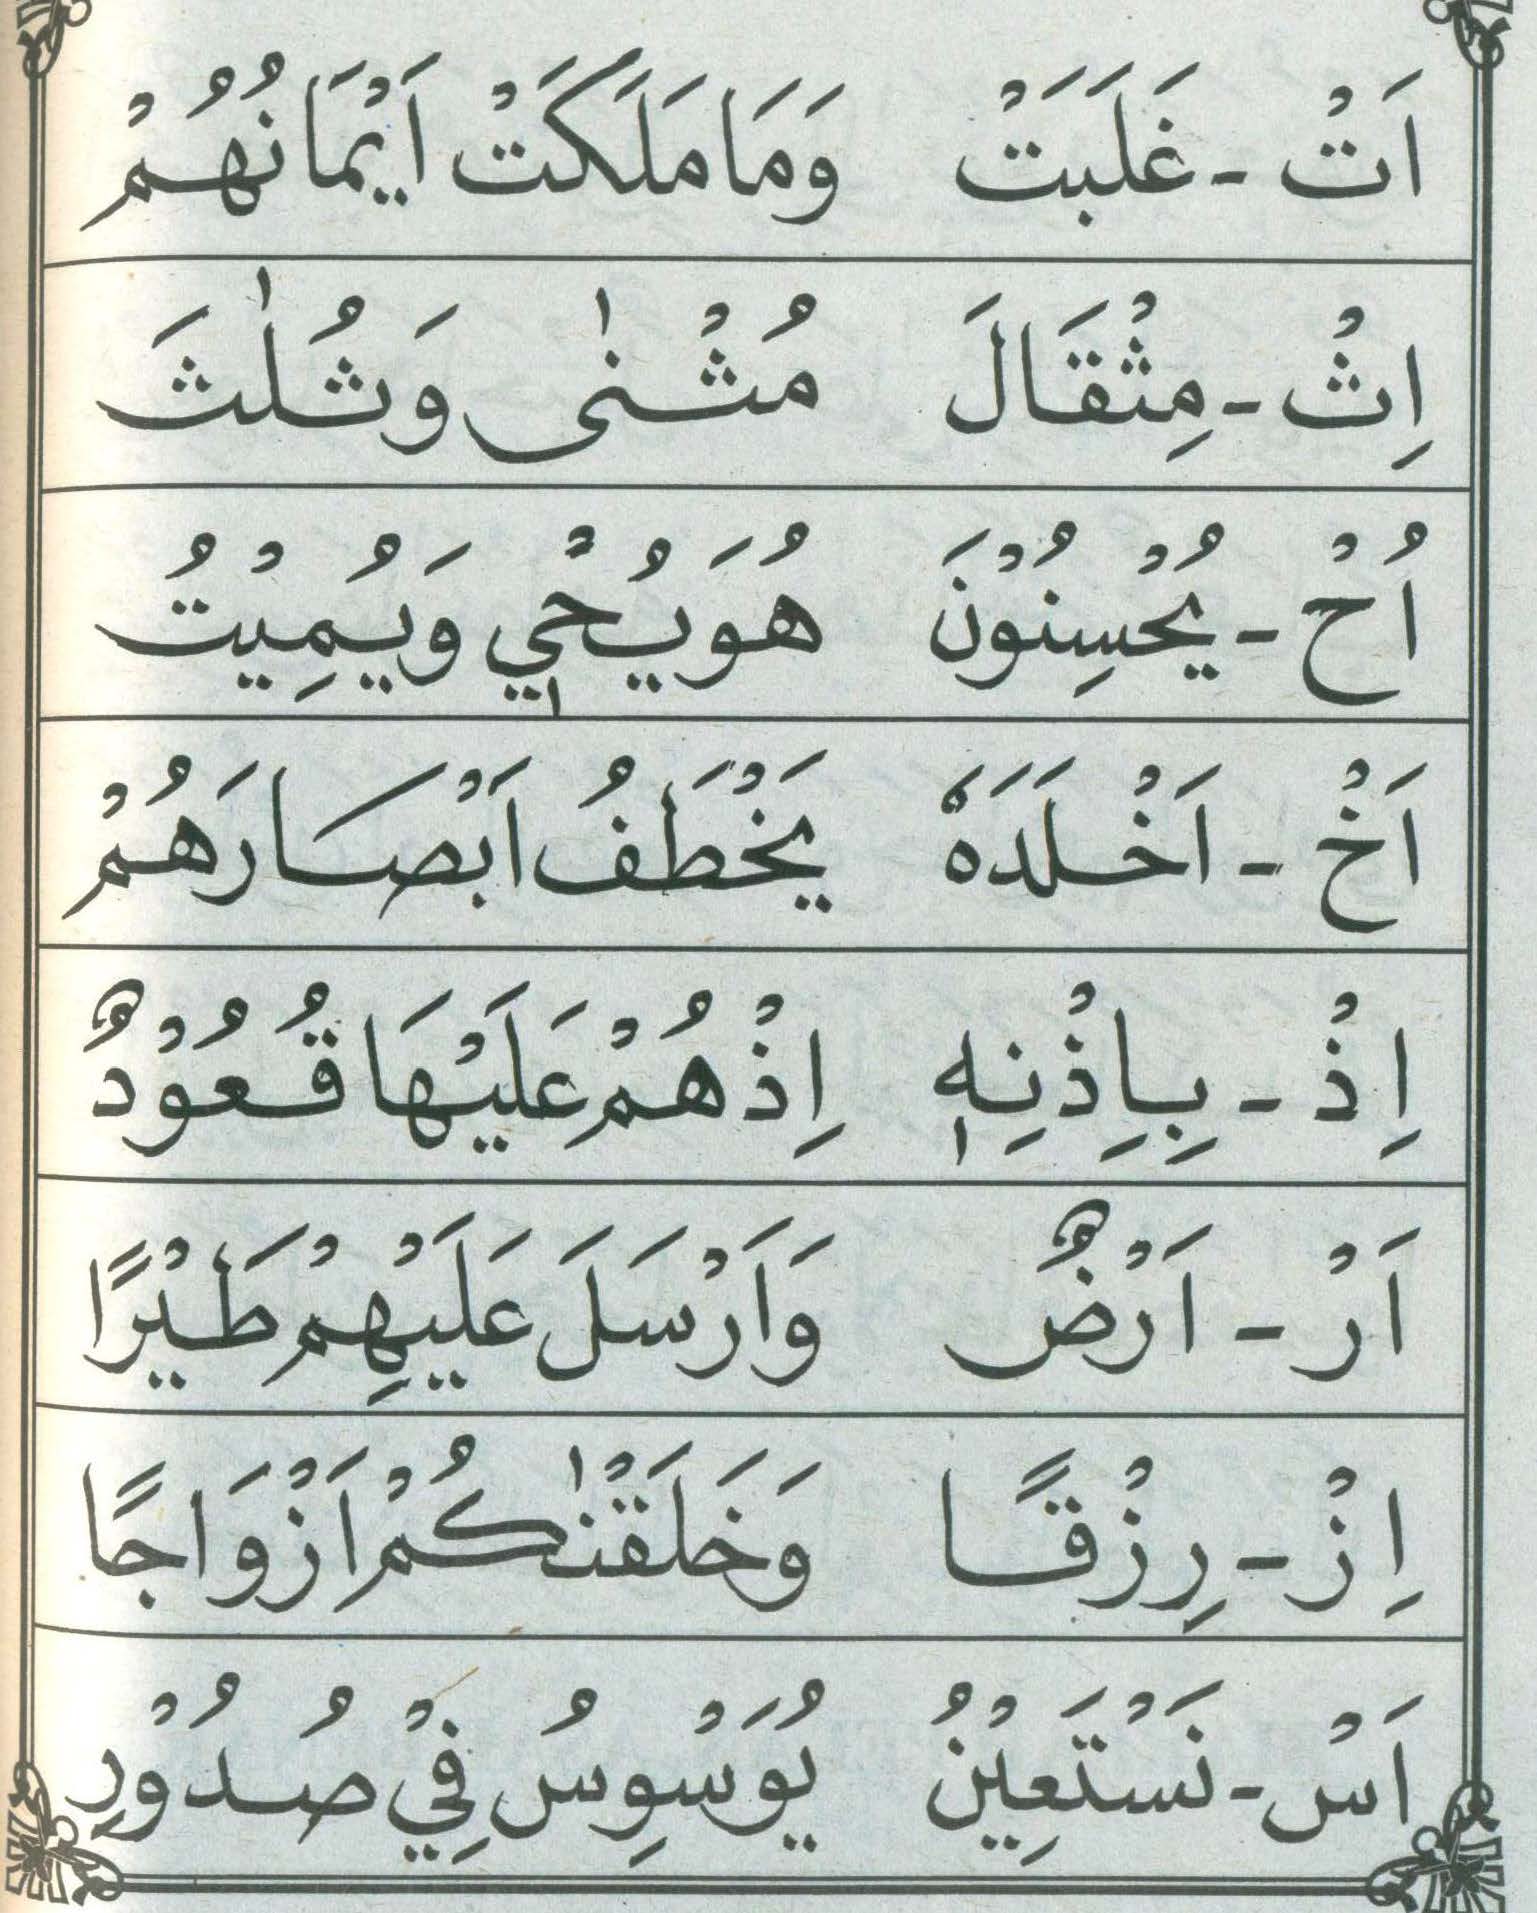 اَتْ - غَلَبَتْ وَمَا مَلَكَتْ اَيْمَانُهُمْ
اِثْ - مِثْقَالَ مُثْنٰى وَثُلٰثَ
اُحْ - يُحْسِنُوْنَ هُوَ يُحْيٖ وَيُمِيْتُ
اَخْ - اَخْلَدَهٗ يَخْطَفُ اَبْصَارَهُمْ
اِذْ - بِاِذْنِهٖ اِذْ هُمْ عَلَيْهَا قُعُوْدٌ
اَرْ - اَرْضٌ وَاَرْسَلَ عَلَيْهِمْ طَيْرًا
اِزْ - رِزْقًا وَخَلَقْنٰكُمْ اَزْوَاجًا
اَسْ - نَسْتَعِيْنُ يُوَسْوِسُ فِيْ صُدُوْرِ